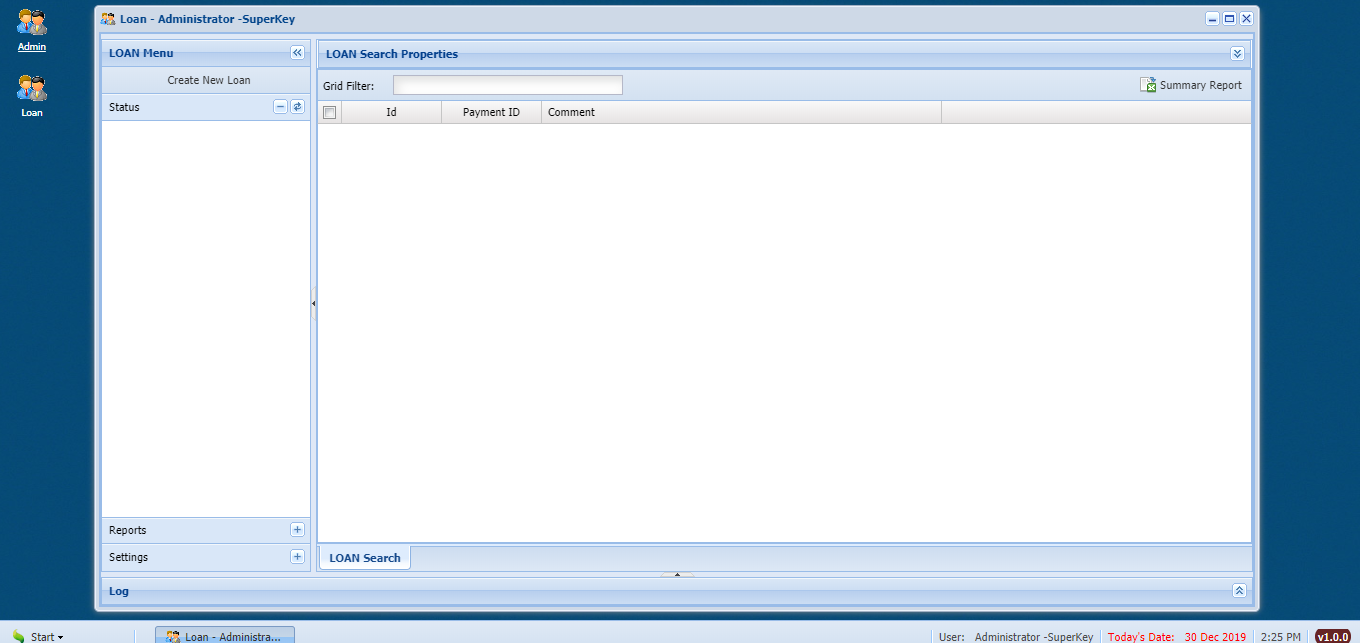 Loan - Administrator -SuperKey
Admin
Loan
LOAN Menu
Create New Loan
Status
Reports
Settings
LOAN Search Properties
Grid Filter:
Summary Report
Id Payment ID Comment
LOAN Search
Log
Start Loan - Administra... User: Administrator -SuperKey Today's Date: 30 Dec 2019 2:25 PM v1.0.0